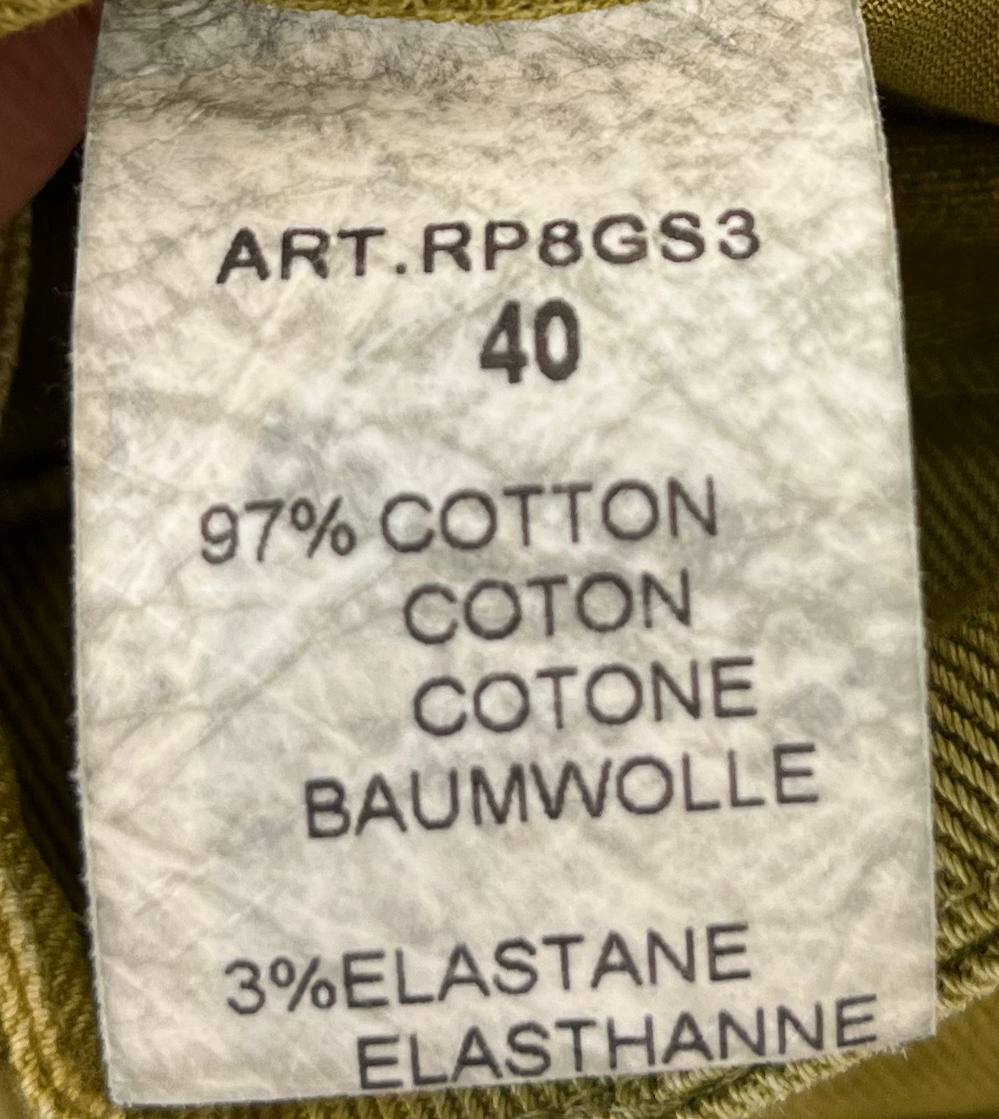 ART.RP8GS3
40
97% COTTON
COTON
COTONE
BAUMWOLLE
3%ELASTANE
ELASTHANNE